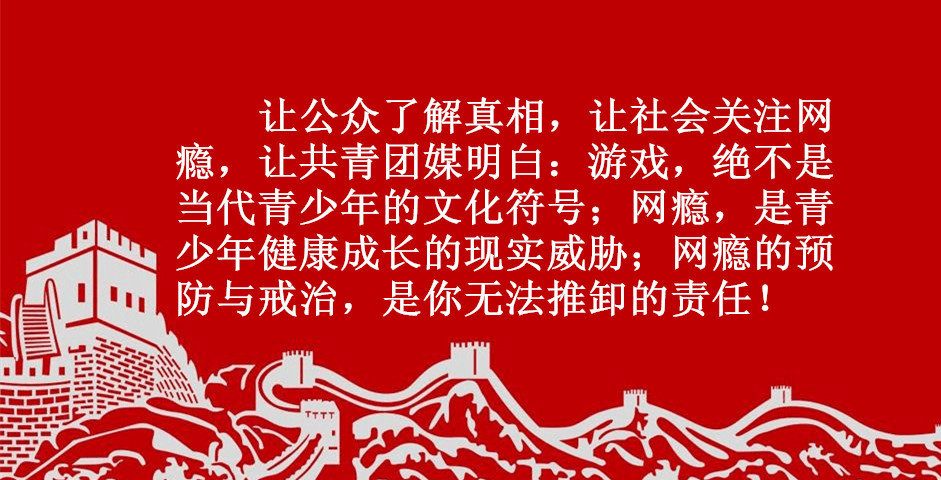 让公众了解真相，让社会关注网
瘾，让共青团媒明白：游戏，绝不是
当代青少年的文化符号；网瘾，是青
少年健康成长的现实威胁；网瘾的预
防与戒治，是你无法推卸的责任！